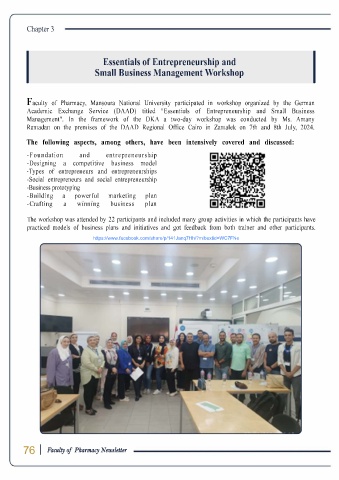 Chapter 3
Essentials of Entrepreneurship and
Small Business Management Workshop
Faculty of Pharmacy, Mansoura National University participated in workshop organized by the German
Academic Exchange Service (DAAD) titled "Essentials of Entrepreneurship and Small Business
Management". In the framework of the DKA a two-day workshop was conducted by Ms. Amany
Ramadan on the premises of the DAAD Regional Office Cairo in Zamalek on 7th and 8th July, 2024.
The following aspects, among others, have been intensively covered and discussed:
-Foundation and entrepreneurship
-Designing a competitive business model
-Types of entrepreneurs and entrepreneurships
-Social entrepreneurs and social entrepreneurship
-Business prototyping
-Building a powerful marketing plan
-Crafting a winning business plan
The workshop was attended by 22 participants and included many group activities in which the participants have
practiced models of business plans and initiatives and got feedback from both trainer and other participants.
76 Faculty of Pharmacy Newsletter